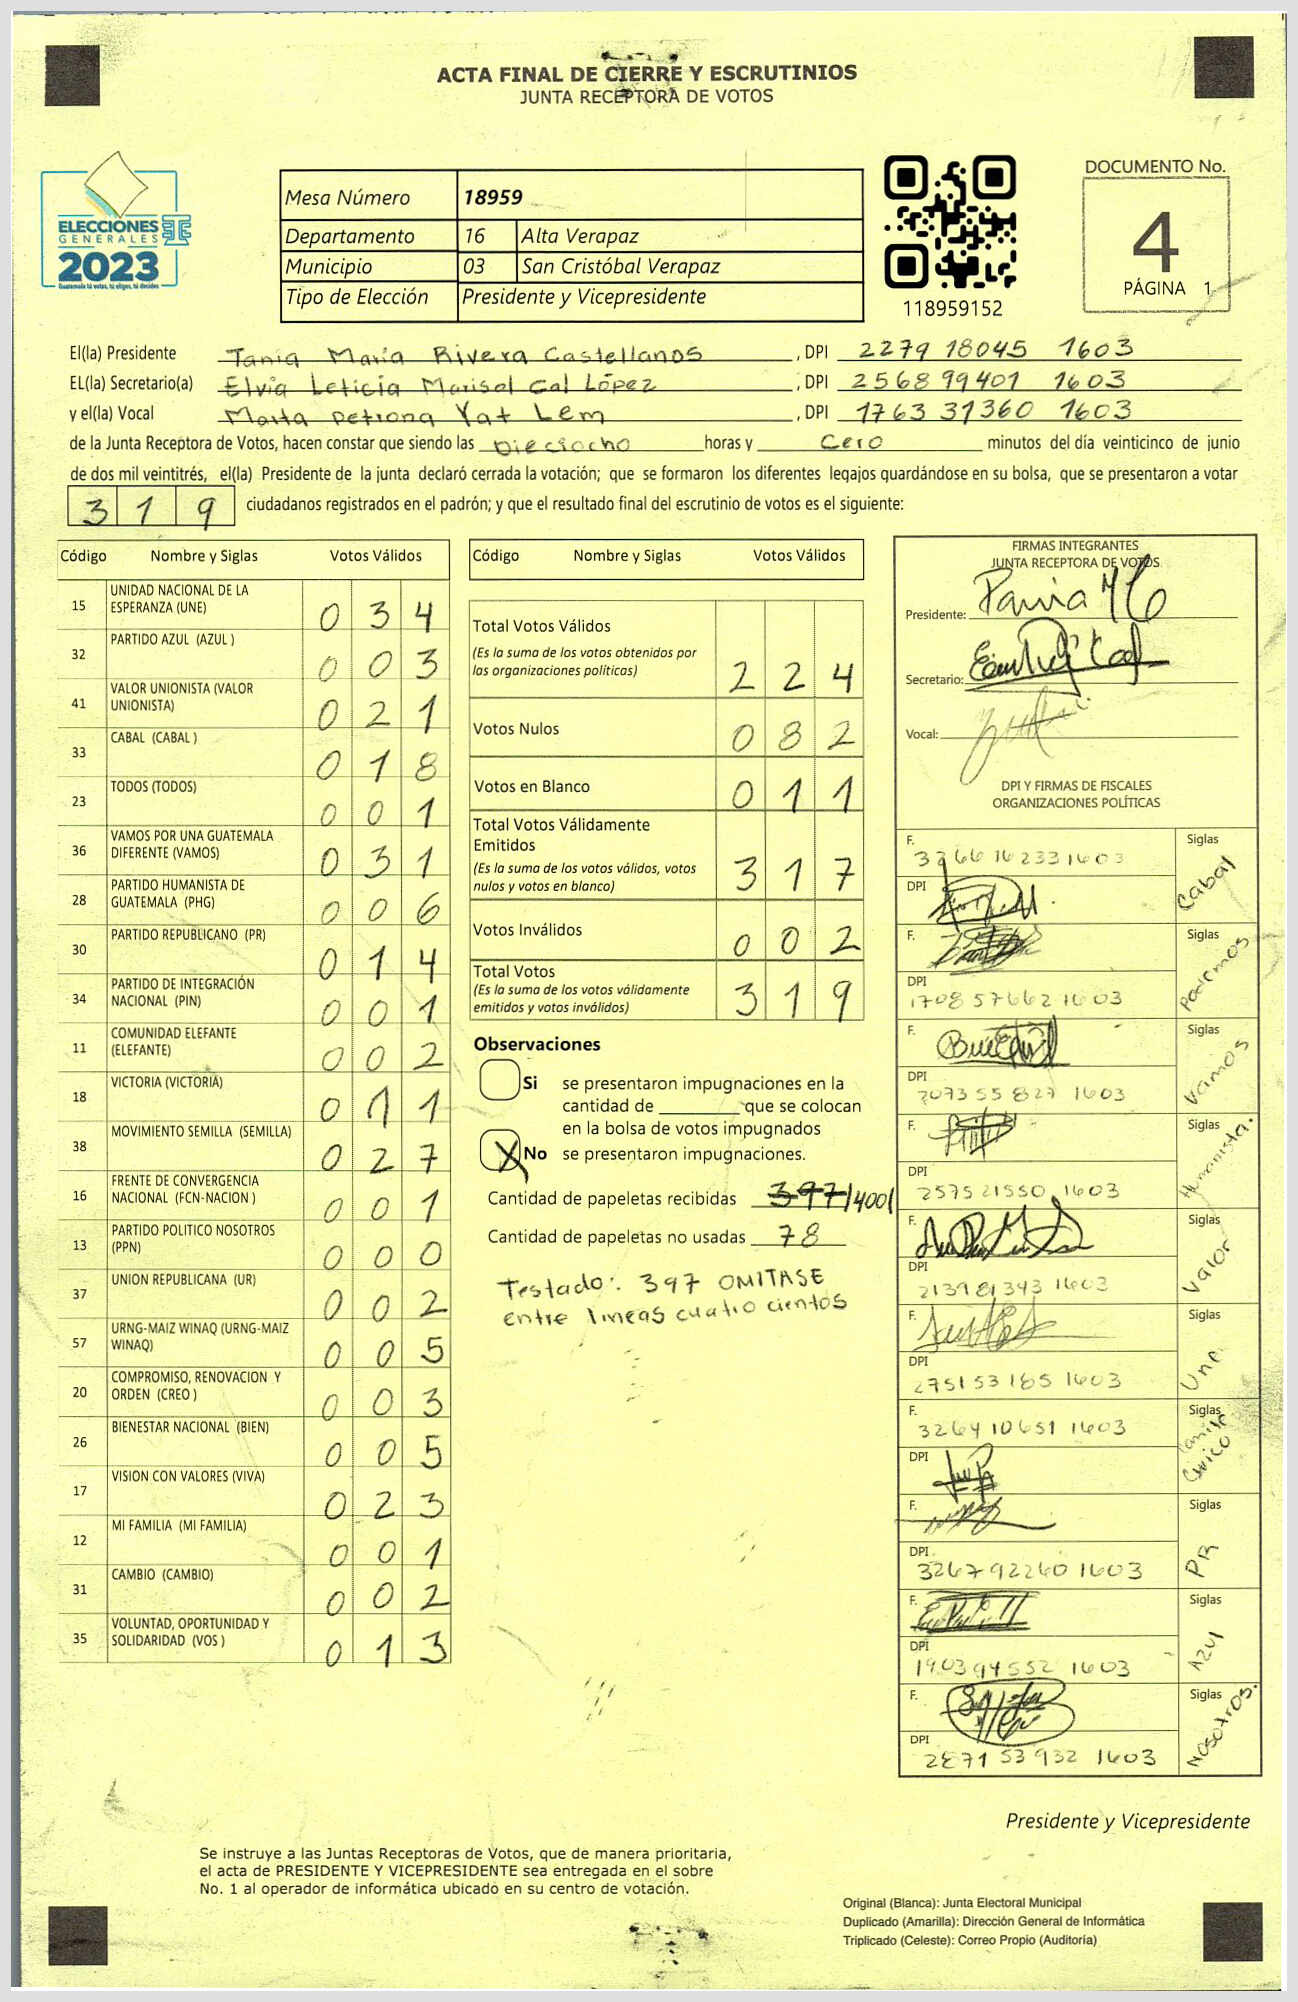 ACTA FINAL DE CIERRE Y ESCRUTINIOS
JUNTA RECEPTORA DE VOTOS
ELECCIONES
GENERALES
2023
Guatemala tú votas, tú eliges, tú decides
Mesa Número 18959
Departamento 16 Alta Verapaz
Municipio 03 San Cristóbal Verapaz
Tipo de Elección Presidente y Vicepresidente
118959152
DOCUMENTO No.
4
PÁGINA 1
El(la) Presidente Tania María Rivera Castellanos, DPI 2279 18045 1603
EL(la) Secretario(a) Elvia Leticia Marisol Cal López, DPI 2568 99401 1603
y el(la) Vocal Marta Petrona Yat Lem, DPI 1763 31360 1603
de la Junta Receptora de Votos, hacen constar que siendo las Dieciocho horas y Cero minutos del día veinticinco de junio
de dos mil veintitrés, el(la) Presidente de la junta declaró cerrada la votación; que se formaron los diferentes legajos guardándose en su bolsa, que se presentaron a votar
3 1 9 ciudadanos registrados en el padrón; y que el resultado final del escrutinio de votos es el siguiente:
Código Nombre y Siglas Votos Válidos
15 UNIDAD NACIONAL DE LA ESPERANZA (UNE) 0 3 4
32 PARTIDO AZUL (AZUL ) 0 0 3
41 VALOR UNIONISTA (VALOR UNIONISTA) 0 2 1
33 CABAL (CABAL ) 0 1 8
23 TODOS (TODOS) 0 0 1
36 VAMOS POR UNA GUATEMALA DIFERENTE (VAMOS) 0 3 1
28 PARTIDO HUMANISTA DE GUATEMALA (PHG) 0 0 6
30 PARTIDO REPUBLICANO (PR) 0 1 4
34 PARTIDO DE INTEGRACIÓN NACIONAL (PIN) 0 0 1
11 COMUNIDAD ELEFANTE (ELEFANTE) 0 0 2
18 VICTORIA (VICTORIA) 0 1 1
38 MOVIMIENTO SEMILLA (SEMILLA) 0 2 7
16 FRENTE DE CONVERGENCIA NACIONAL (FCN-NACION ) 0 0 1
13 PARTIDO POLITICO NOSOTROS (PPN) 0 0 0
37 UNION REPUBLICANA (UR) 0 0 2
57 URNG-MAIZ WINAQ (URNG-MAIZ WINAQ) 0 0 5
20 COMPROMISO, RENOVACION Y ORDEN (CREO ) 0 0 3
26 BIENESTAR NACIONAL (BIEN) 0 0 5
17 VISION CON VALORES (VIVA) 0 2 3
12 MI FAMILIA (MI FAMILIA) 0 0 1
31 CAMBIO (CAMBIO) 0 0 2
35 VOLUNTAD, OPORTUNIDAD Y SOLIDARIDAD (VOS ) 0 1 3
Código Nombre y Siglas Votos Válidos
Total Votos Válidos 2 2 4
(Es la suma de los votos obtenidos por
las organizaciones políticas)
Votos Nulos 0 8 2
Votos en Blanco 0 1 1
Total Votos Válidamente
Emitidos 3 1 7
(Es la suma de los votos válidos, votos
nulos y votos en blanco)
Votos Inválidos 0 0 2
Total Votos 3 1 9
(Es la suma de los votos válidamente
emitidos y votos inválidos)
Observaciones
Si se presentaron impugnaciones en la
cantidad de ________ que se colocan
en la bolsa de votos impugnados
X No se presentaron impugnaciones.
Cantidad de papeletas recibidas 397/400/
Cantidad de papeletas no usadas 78
Testado: 397 OMITASE
entre lineas cuatro cientos
FIRMAS INTEGRANTES
JUNTA RECEPTORA DE VOTOS
Presidente:
Secretario:
Vocal:
DPI Y FIRMAS DE FISCALES
ORGANIZACIONES POLÍTICAS
F. 3266 16233 1603 Siglas Cabal
DPI
F. Siglas Podemos
DPI 1708 57662 1603
F. Siglas Vamos
DPI 2073 55 827 1603
F. Siglas Humanista.
DPI 2575 21550 1603
F. Siglas Valor
DPI 2139 81343 1603
F. Siglas Une.
DPI 2751 53 185 1603
F. 3264 10651 1603 Siglas Civico
DPI
F. Siglas PR
DPI 3267 92260 1603
F. Siglas Azul
DPI 1903 94552 1603
F. Siglas Nosotros.
DPI 2871 53 932 1603
Presidente y Vicepresidente
Se instruye a las Juntas Receptoras de Votos, que de manera prioritaria,
el acta de PRESIDENTE Y VICEPRESIDENTE sea entregada en el sobre
No. 1 al operador de informática ubicado en su centro de votación.
Original (Blanca): Junta Electoral Municipal
Duplicado (Amarilla): Dirección General de Informática
Triplicado (Celeste): Correo Propio (Auditoría)